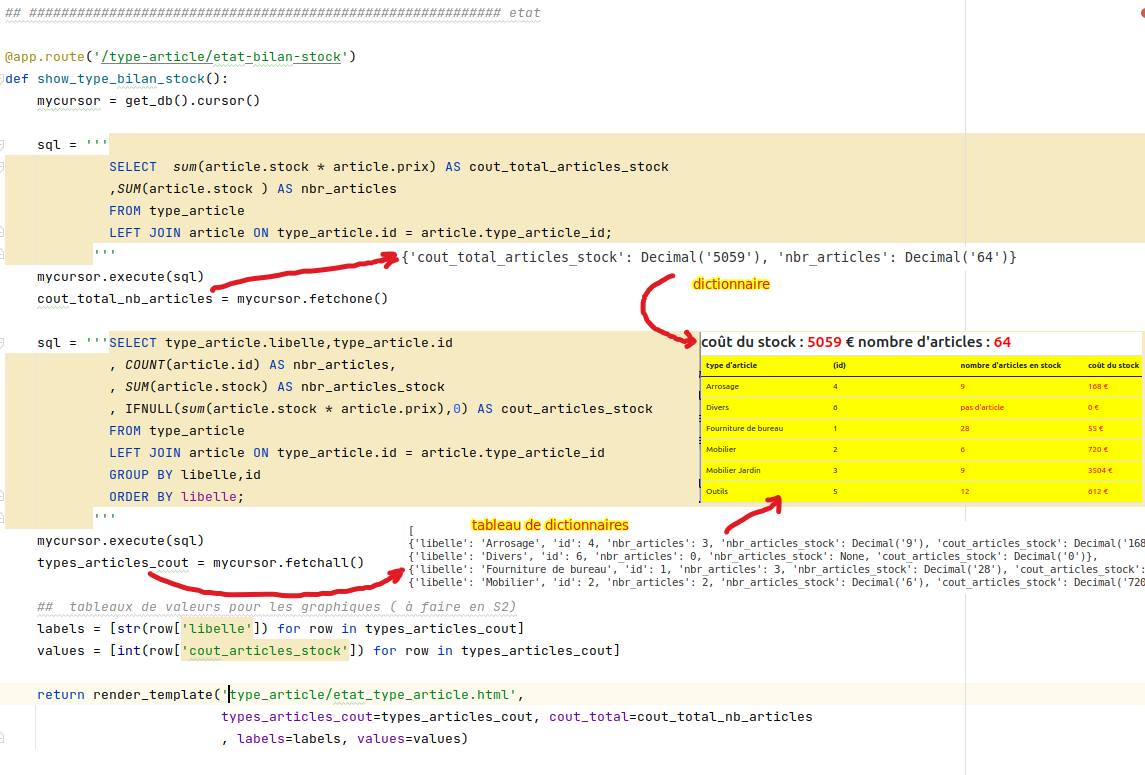 ## ########################################################### etat
@app.route('/type-article/etat-bilan-stock')
def show_type_bilan_stock():
mycursor = get_db().cursor()
sql = '''
SELECT  sum(article.stock * article.prix) AS cout_total_articles_stock
,SUM(article.stock ) AS nbr_articles
FROM type_article
LEFT JOIN article ON type_article.id = article.type_article_id;
'''
{'cout_total_articles_stock': Decimal('5059'), 'nbr_articles': Decimal('64')}
mycursor.execute(sql)
dictionnaire
cout_total_nb_articles = mycursor.fetchone()
sql = '''SELECT type_article.libelle,type_article.id
, COUNT(article.id) AS nbr_articles,
, SUM(article.stock) AS nbr_articles_stock
, IFNULL(sum(article.stock * article.prix),0) AS cout_articles_stock
FROM type_article
LEFT JOIN article ON type_article.id = article.type_article_id
GROUP BY libelle,id
ORDER BY libelle;
'''
coût du stock : 5059 € nombre d'articles : 64
type d'article (id) nombre d'articles en stock coût du stock
Arrosage 4 9 168 €
Divers 6 pas d'article 0 €
Fourniture de bureau 1 28 55 €
Mobilier 2 6 720 €
Mobilier Jardin 3 9 3504 €
Outils 5 12 612 €
tableau de dictionnaires
[
{'libelle': 'Arrosage', 'id': 4, 'nbr_articles': 3, 'nbr_articles_stock': Decimal('9'), 'cout_articles_stock': Decimal('168
{'libelle': 'Divers', 'id': 6, 'nbr_articles': 0, 'nbr_articles_stock': None, 'cout_articles_stock': Decimal('0')},
{'libelle': 'Fourniture de bureau', 'id': 1, 'nbr_articles': 3, 'nbr_articles_stock': Decimal('28'), 'cout_articles_stock':
{'libelle': 'Mobilier', 'id': 2, 'nbr_articles': 2, 'nbr_articles_stock': Decimal('6'), 'cout_articles_stock': Decimal('720
mycursor.execute(sql)
types_articles_cout = mycursor.fetchall()
##  tableaux de valeurs pour les graphiques ( à faire en S2)
labels = [str(row['libelle']) for row in types_articles_cout]
values = [int(row['cout_articles_stock']) for row in types_articles_cout]
return render_template('type_article/etat_type_article.html',
types_articles_cout=types_articles_cout, cout_total=cout_total_nb_articles
, labels=labels, values=values)